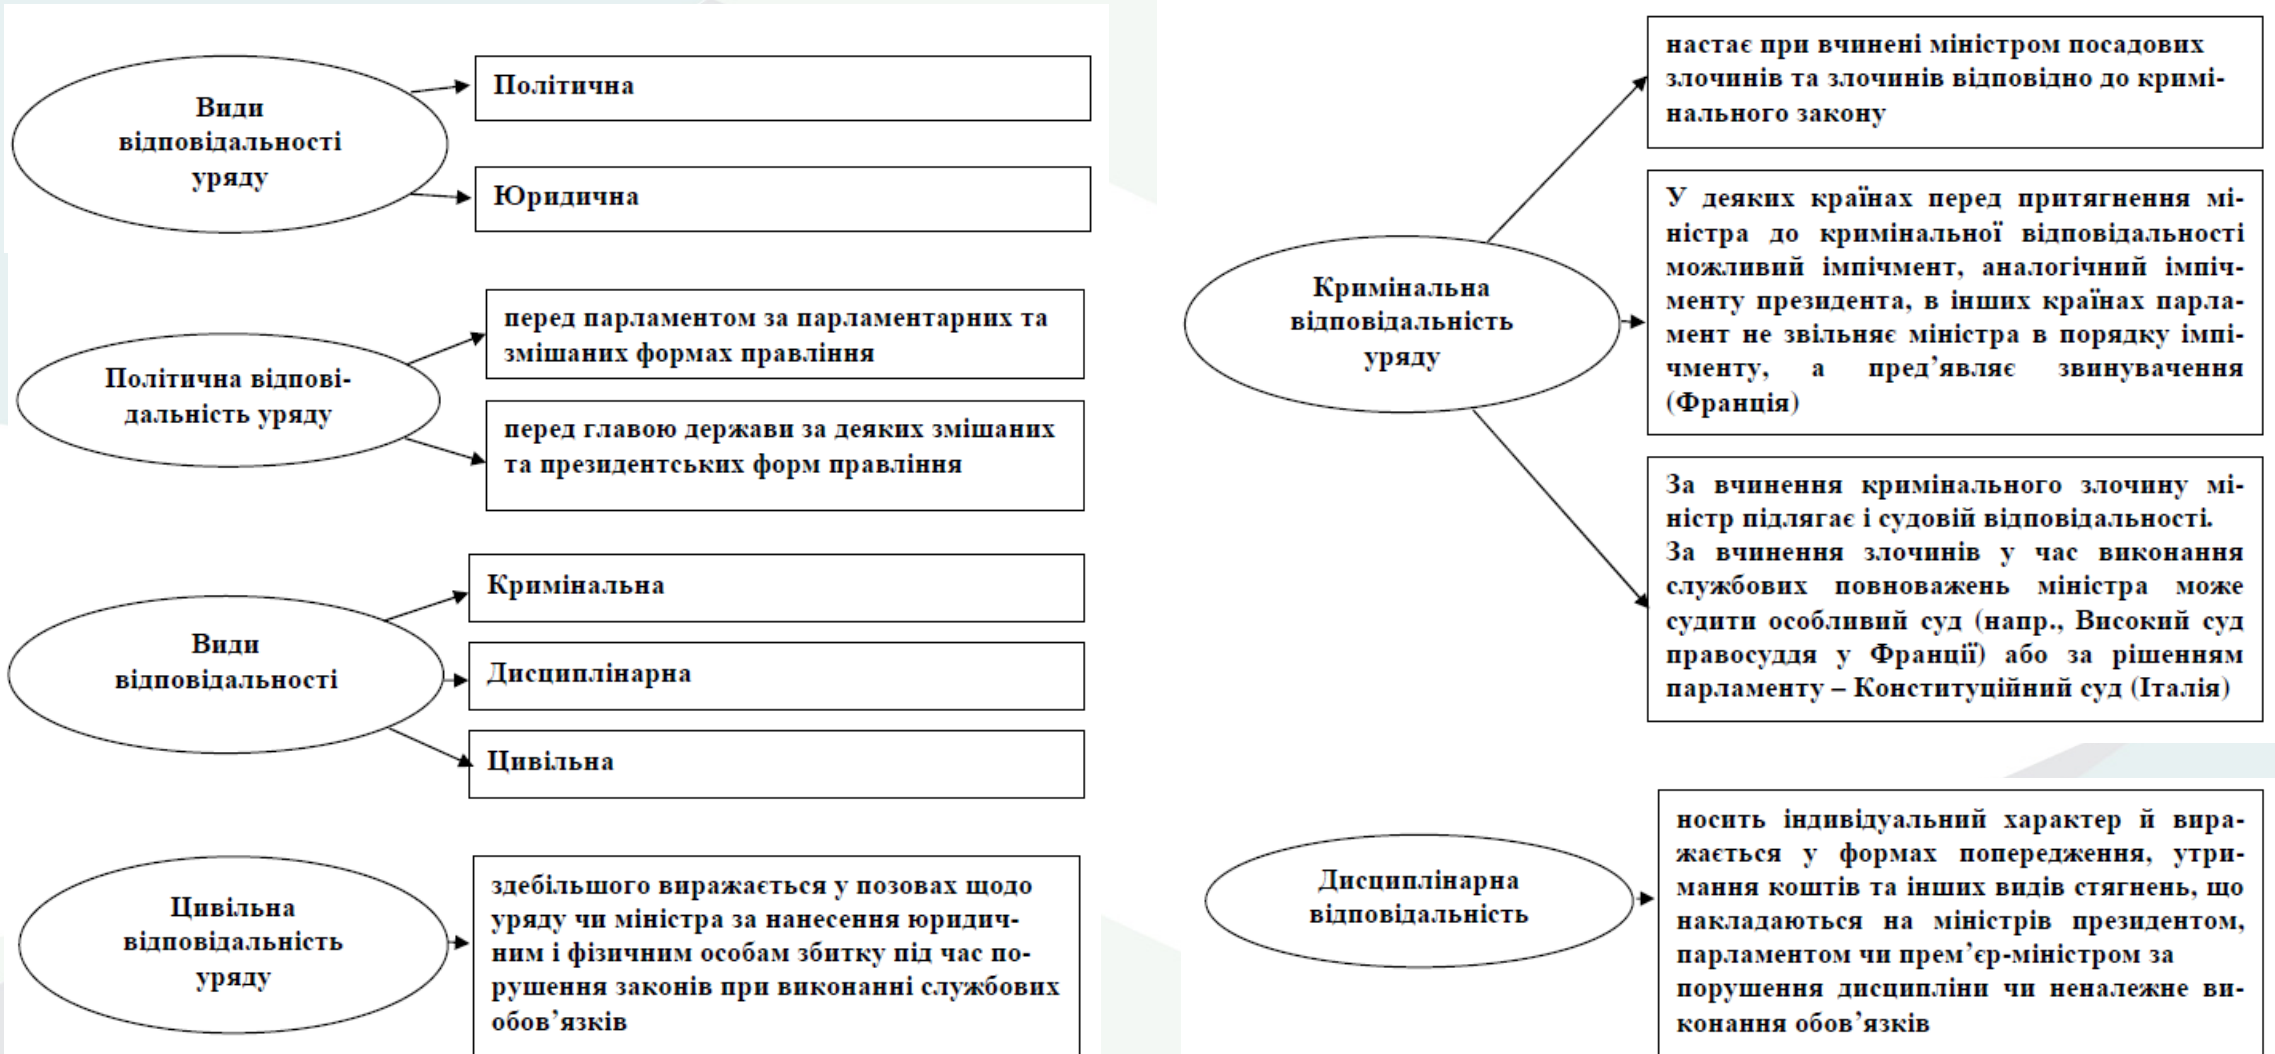 Види
відповідальності
уряду
Політична
Юридична
Політична відпові-
дальність уряду
перед парламентом за парламентарних та
змішаних формах правління
перед главою держави за деяких змішаних
та президентських форм правління
Види
відповідальності
Кримінальна
Дисциплінарна
Цивільна
Цивільна
відповідальність
уряду
здебільшого виражається у позовах щодо
уряду чи міністра за нанесення юридич-
ним і фізичним особам збитку під час по-
рушення законів при виконанні службових
обов’язків
Кримінальна
відповідальність
уряду
настає при вчинені міністром посадових
злочинів та злочинів відповідно до кримі-
нального закону
У деяких країнах перед притягнення мі-
ністра до кримінальної відповідальності
можливий імпічмент, аналогічний імпіч-
менту президента, в інших країнах парла-
мент не звільняє міністра в порядку імпі-
чменту, а пред’являє звинувачення
(Франція)
За вчинення кримінального злочину мі-
ністр підлягає і судовій відповідальності.
За вчинення злочинів у час виконання
службових повноважень міністра може
судити особливий суд (напр., Високий суд
правосуддя у Франції) або за рішенням
парламенту – Конституційний суд (Італія)
Дисциплінарна
відповідальність
носить індивідуальний характер й вира-
жається у формах попередження, утри-
мання коштів та інших видів стягнень, що
накладаються на міністрів президентом,
парламентом чи прем’єр-міністром за
порушення дисципліни чи неналежне ви-
конання обов’язків